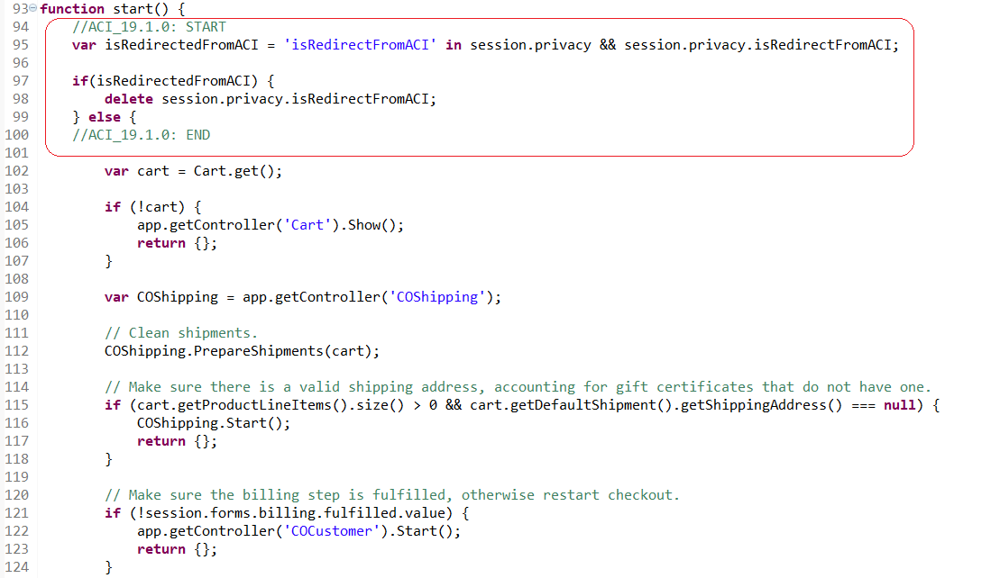 93 function start() {
94     //ACI_19.1.0: START
95     var isRedirectedFromACI = 'isRedirectFromACI' in session.privacy && session.privacy.isRedirectFromACI;
96
97     if(isRedirectedFromACI) {
98         delete session.privacy.isRedirectFromACI;
99     } else {
100     //ACI_19.1.0: END
101
102         var cart = Cart.get();
103
104         if (!cart) {
105             app.getController('Cart').Show();
106             return {};
107         }
108
109         var COShipping = app.getController('COShipping');
110
111         // Clean shipments.
112         COShipping.PrepareShipments(cart);
113
114         // Make sure there is a valid shipping address, accounting for gift certificates that do not have one.
115         if (cart.getProductLineItems().size() > 0 && cart.getDefaultShipment().getShippingAddress() === null) {
116             COShipping.Start();
117             return {};
118         }
119
120         // Make sure the billing step is fulfilled, otherwise restart checkout.
121         if (!session.forms.billing.fulfilled.value) {
122             app.getController('COCustomer').Start();
123             return {};
124         }